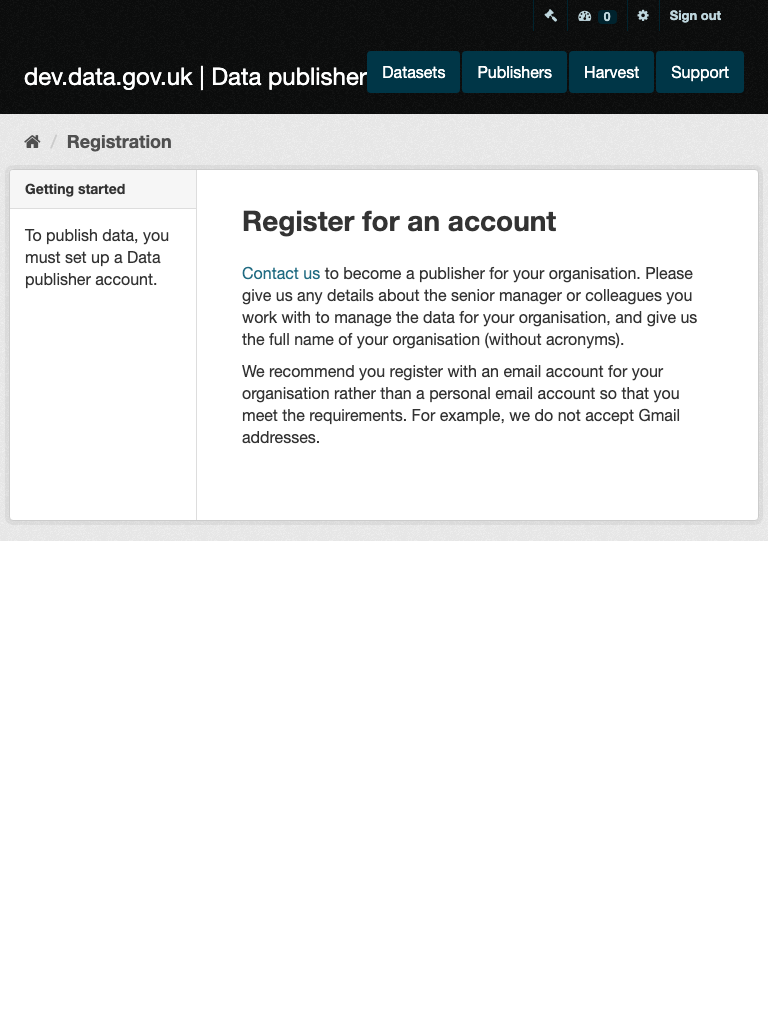 0
Sign out
dev.data.gov.uk | Data publisher
Datasets
Publishers
Harvest
Support
/ Registration
Getting started
To publish data, you
must set up a Data
publisher account.
Register for an account
Contact us to become a publisher for your organisation. Please
give us any details about the senior manager or colleagues you
work with to manage the data for your organisation, and give us
the full name of your organisation (without acronyms).
We recommend you register with an email account for your
organisation rather than a personal email account so that you
meet the requirements. For example, we do not accept Gmail
addresses.